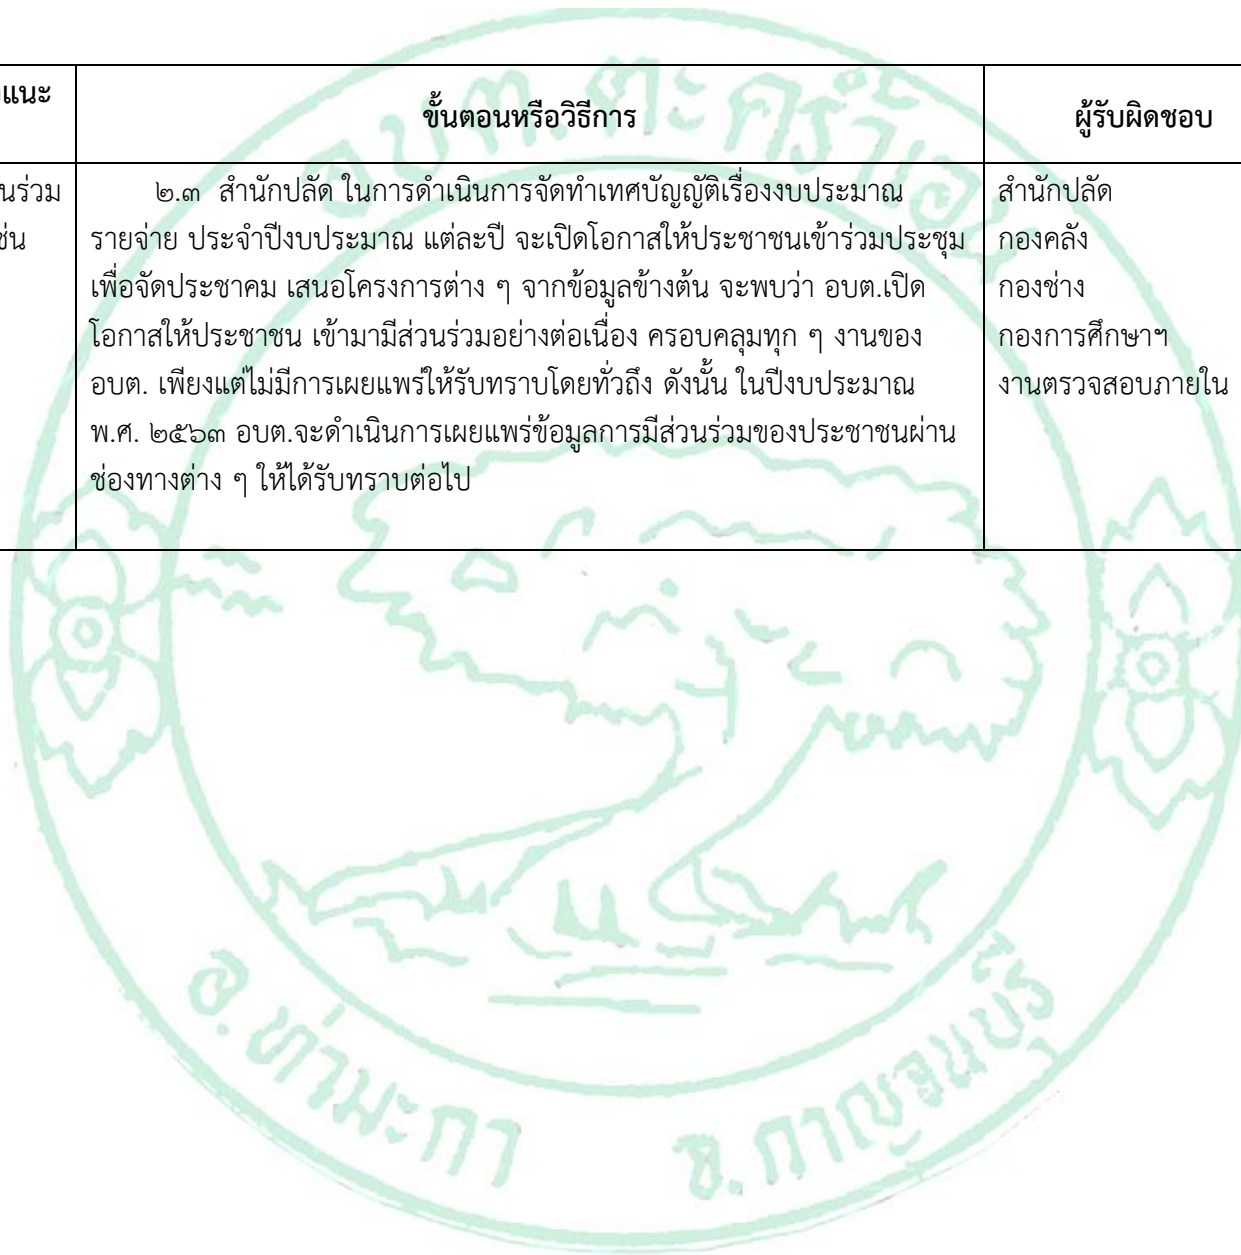 อบต.ตะคร้ำเอน
แนะ
ขั้นตอนหรือวิธีการ
ผู้รับผิดชอบ
นร่วม
ช่น
๒.๓ สำนักปลัด ในการดำเนินการจัดทำเทศบัญญัติเรื่องงบประมาณ
รายจ่าย ประจำปีงบประมาณ แต่ละปี จะเปิดโอกาสให้ประชาชนเข้าร่วมประชุม
เพื่อจัดประชาคม เสนอโครงการต่าง ๆ จากข้อมูลข้างต้น จะพบว่า อบต.เปิด
โอกาสให้ประชาชน เข้ามามีส่วนร่วมอย่างต่อเนื่อง ครอบคลุมทุก ๆ งานของ
อบต. เพียงแต่ไม่มีการเผยแพร่ให้รับทราบโดยทั่วถึง ดังนั้น ในปีงบประมาณ
พ.ศ. ๒๕๖๓ อบต.จะดำเนินการเผยแพร่ข้อมูลการมีส่วนร่วมของประชาชนผ่าน
ช่องทางต่าง ๆ ให้ได้รับทราบต่อไป
สำนักปลัด
กองคลัง
กองช่าง
กองการศึกษาฯ
งานตรวจสอบภายใน
อ.ท่ามะกา จ.กาญจนบุรี